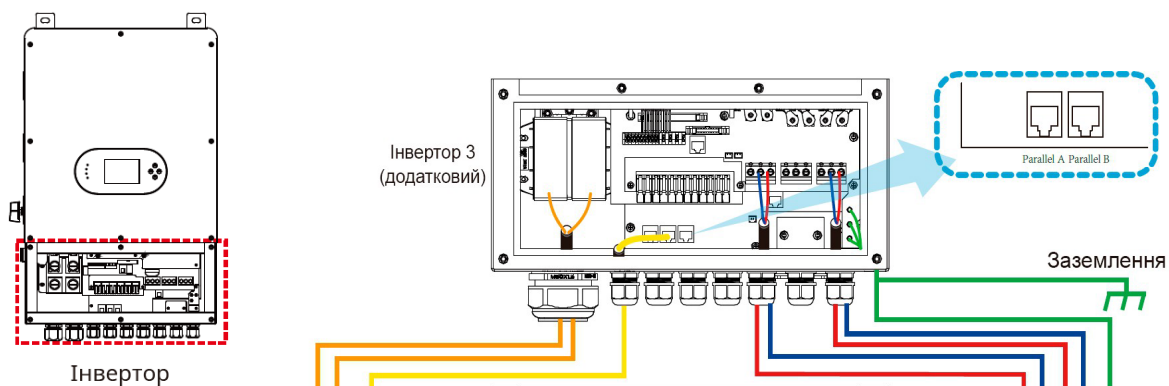 Інвертор 3
(додатковий)
Parallel A Parallel B
Заземлення
Інвертор